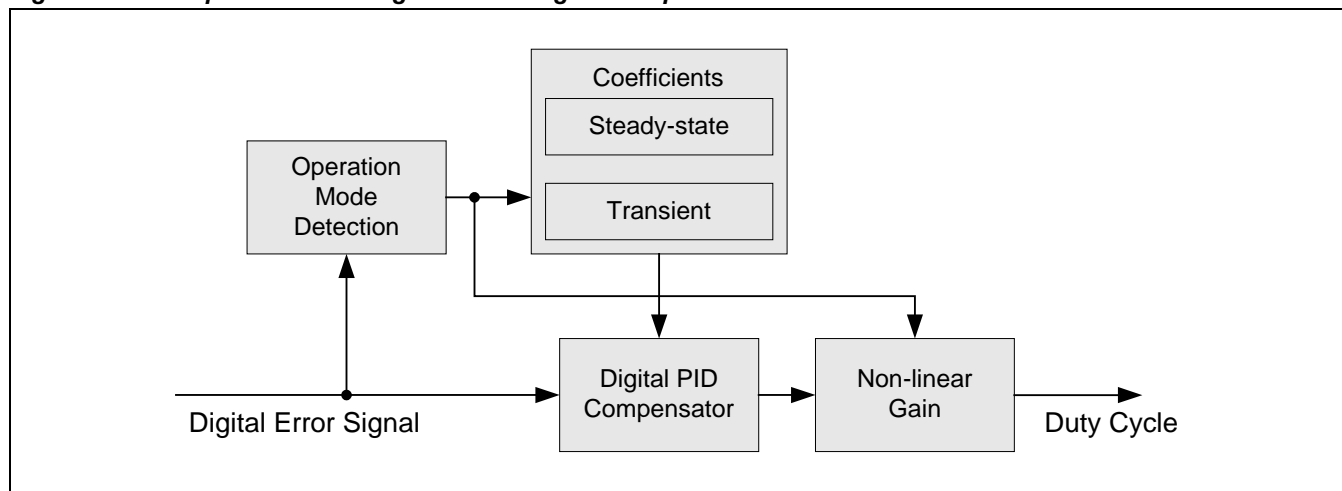 Coefficients
Steady-state
Transient
Operation
Mode
Detection
Digital PID
Compensator
Non-linear
Gain
Digital Error Signal
Duty Cycle